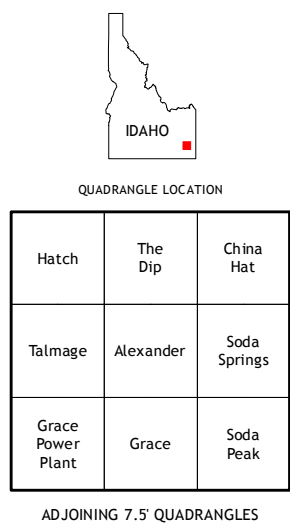 IDAHO
QUADRANGLE LOCATION
Hatch
The
Dip
China
Hat
Talmage
Alexander
Soda
Springs
Grace
Power
Plant
Grace
Soda
Peak
ADJOINING 7.5' QUADRANGLES